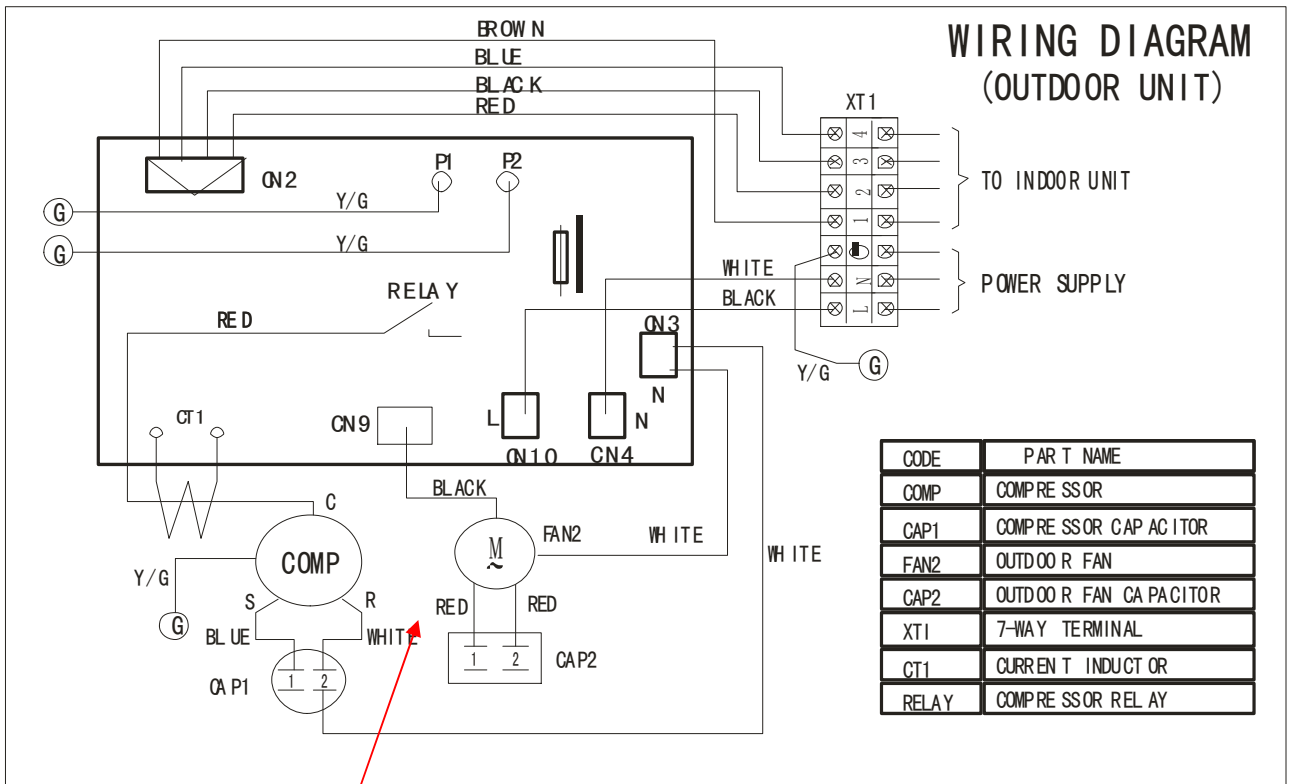 WIRING DIAGRAM
(OUTDOOR UNIT)
BROWN
BLUE
BLACK
RED
XT1
4
3
2
1
N
L
TO INDOOR UNIT
POWER SUPPLY
CN2
P1
P2
G
Y/G
G
Y/G
RELAY
RED
WHITE
BLACK
CN3
N
Y/G
G
CT1
CN9
L
CN10
N
CN4
BLACK
C
COMP
M
~
FAN2
WHITE
WHITE
Y/G
G
S
R
BLUE
WHITE
RED
RED
CAP1
1
2
1
2
CAP2
CODE PART NAME
COMP COMPRESSOR
CAP1 COMPRESSOR CAPACITOR
FAN2 OUTDOOR FAN
CAP2 OUTDOOR FAN CAPACITOR
XTI 7-WAY TERMINAL
CT1 CURRENT INDUCTOR
RELAY COMPRESSOR RELAY